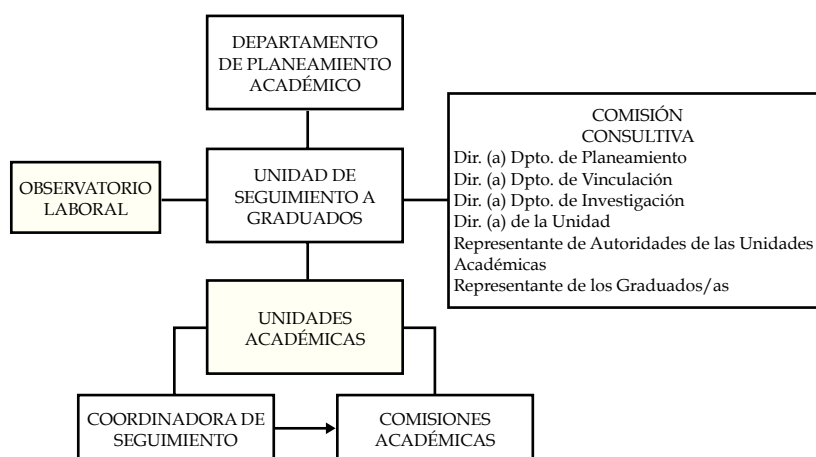 DEPARTAMENTO
DE PLANEAMIENTO
ACADÉMICO
COMISIÓN
CONSULTIVA
Dir. (a) Dpto. de Planeamiento
Dir. (a) Dpto. de Vinculación
Dir. (a) Dpto. de Investigación
Dir. (a) de la Unidad
Representante de Autoridades de las Unidades
Académicas
Representante de los Graduados/as
OBSERVATORIO
LABORAL
UNIDAD DE
SEGUIMIENTO A
GRADUADOS
UNIDADES
ACADÉMICAS
COORDINADORA DE
SEGUIMIENTO
COMISIONES
ACADÉMICAS